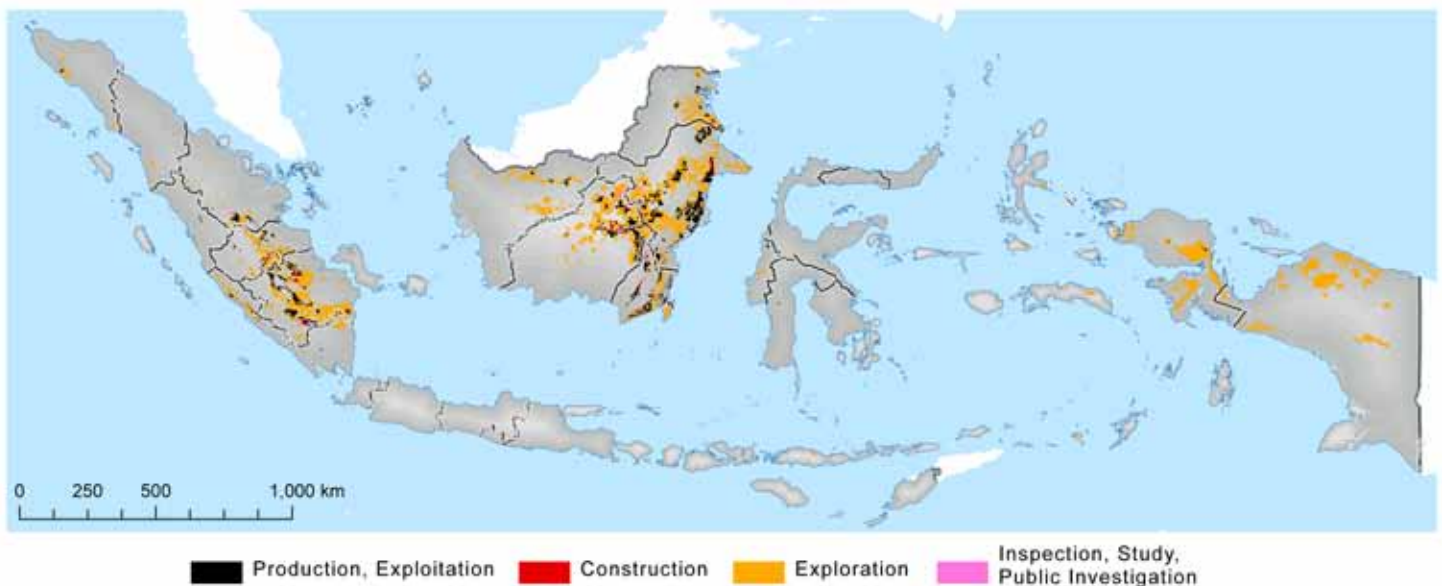 0 250 500 1,000 km
Production, Exploitation Construction Exploration Inspection, Study,
Public Investigation